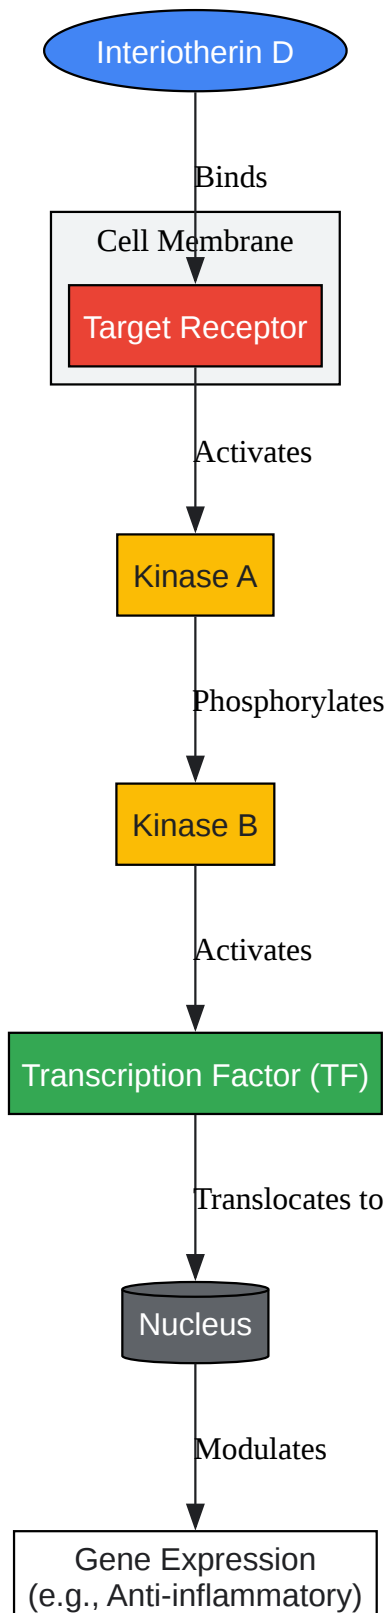 Interiotherin D
Binds
Cell Membrane
Target Receptor
Activates
Kinase A
Phosphorylates
Kinase B
Activates
Transcription Factor (TF)
Translocates to
Nucleus
Modulates
Gene Expression
(e.g., Anti-inflammatory)